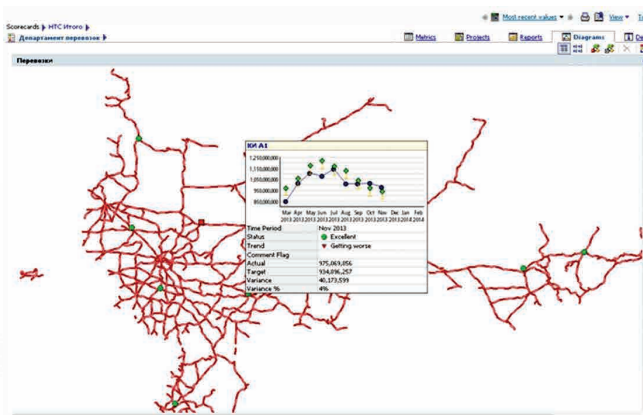 Most recent values
View
Scorecards
НТС Итого
Департамент перевозок
Metrics
Projects
Reports
Diagrams
Перевозки
КИ А1
1,250,000,000
1,150,000,000
1,050,000,000
950,000,000
850,000,000
Mar Apr May Jun Jul Aug Sep Oct Nov Dec Jan Feb
2013 2013 2013 2013 2013 2013 2013 2013 2013 2013 2014 2014
Time Period Nov 2013
Status Excellent
Trend Getting worse
Comment Flag
Actual 975,069,856
Target 934,896,257
Variance 40,173,599
Variance % 4%